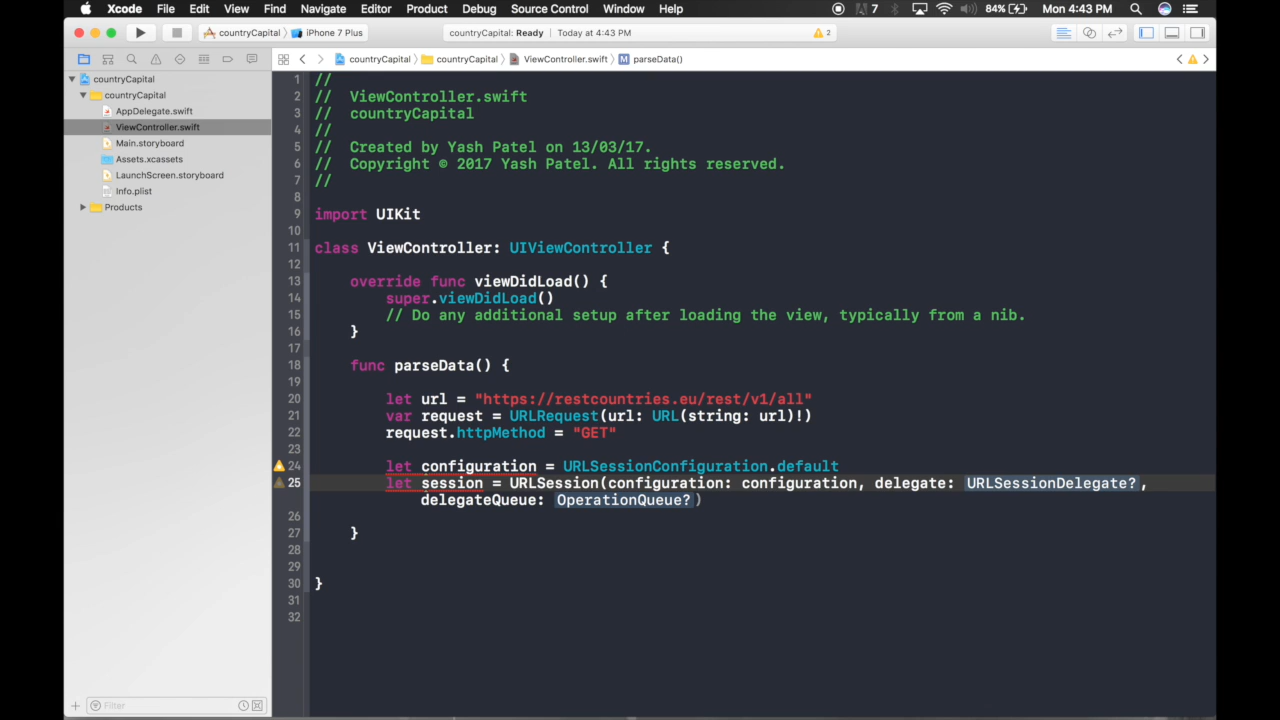 Xcode File Edit View Find Navigate Editor Product Debug Source Control Window Help 7 84% Mon 4:43 PM
countryCapital iPhone 7 Plus countryCapital: Ready Today at 4:43 PM 2
countryCapital countryCapital ViewController.swift M parseData()
countryCapital
countryCapital
AppDelegate.swift
ViewController.swift
Main.storyboard
Assets.xcassets
LaunchScreen.storyboard
Info.plist
Products
Filter
1 //
2 //  ViewController.swift
3 //  countryCapital
4 //
5 //  Created by Yash Patel on 13/03/17.
6 //  Copyright © 2017 Yash Patel. All rights reserved.
7 //
8
9 import UIKit
10
11 class ViewController: UIViewController {
12
13     override func viewDidLoad() {
14         super.viewDidLoad()
15         // Do any additional setup after loading the view, typically from a nib.
16     }
17
18     func parseData() {
19
20         let url = "https://restcountries.eu/rest/v1/all"
21         var request = URLRequest(url: URL(string: url)!)
22         request.httpMethod = "GET"
23
24         let configuration = URLSessionConfiguration.default
25         let session = URLSession(configuration: configuration, delegate: URLSessionDelegate?,
delegateQueue: OperationQueue?)
26
27     }
28
29
30 }
31
32